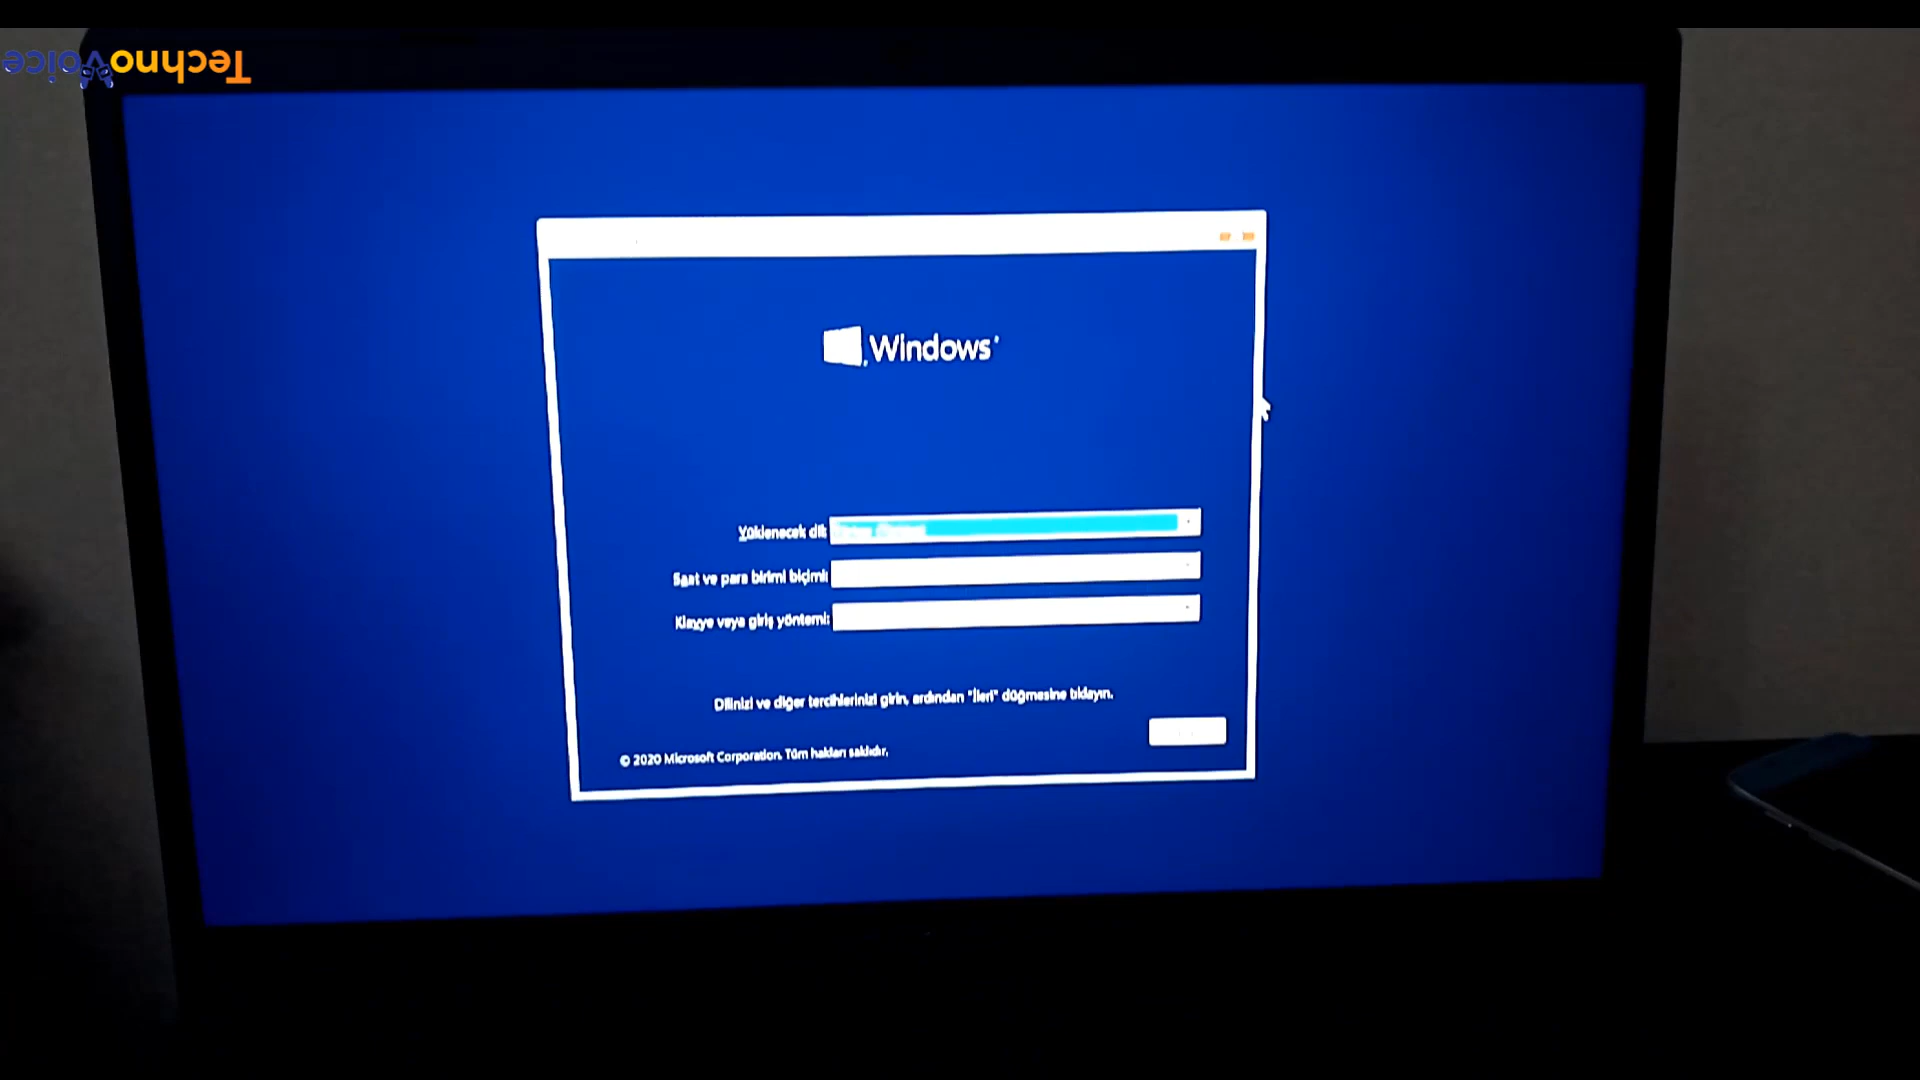 TechnoVoice
Windows
Yüklenecek dil:
Saat ve para birimi biçimi:
Klavye veya giriş yöntemi:
Dilinizi ve diğer tercihlerinizi girin, ardından "İleri" düğmesine tıklayın.
© 2020 Microsoft Corporation. Tüm hakları saklıdır.